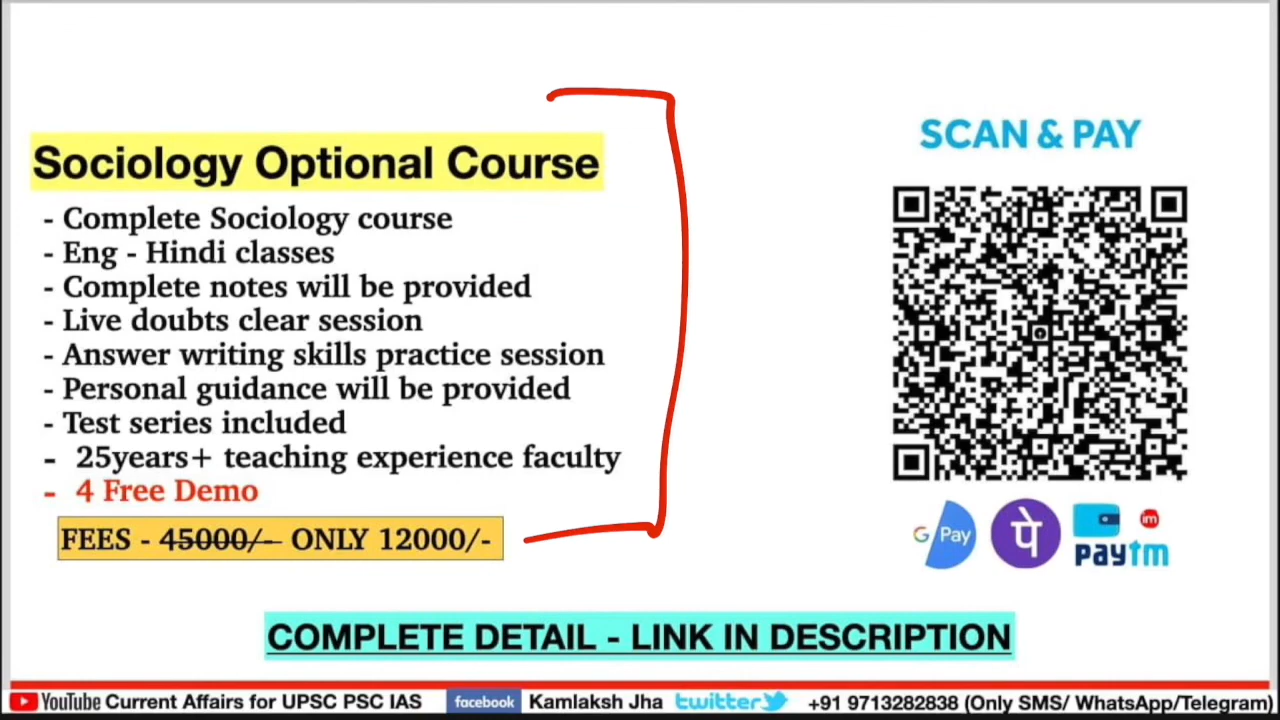 Sociology Optional Course
- Complete Sociology course
- Eng - Hindi classes
- Complete notes will be provided
- Live doubts clear session
- Answer writing skills practice session
- Personal guidance will be provided
- Test series included
- 25years+ teaching experience faculty
- 4 Free Demo
FEES - 45000/- ONLY 12000/-
SCAN & PAY
G Pay
पे
im
paytm
COMPLETE DETAIL - LINK IN DESCRIPTION
YouTube Current Affairs for UPSC PSC IAS facebook Kamlaksh Jha twitter +91 9713282838 (Only SMS/ WhatsApp/Telegram)